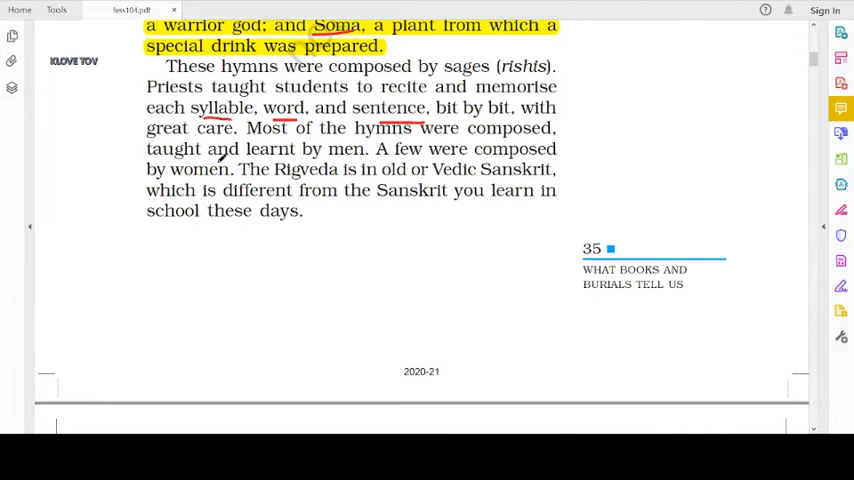 Home
Tools
fess104.pdf
×
Sign In
KLOVE TOV
a warrior god; and Soma, a plant from which a
special drink was prepared.
These hymns were composed by sages (rishis).
Priests taught students to recite and memorise
each syllable, word, and sentence, bit by bit, with
great care. Most of the hymns were composed,
taught and learnt by men. A few were composed
by women. The Rigveda is in old or Vedic Sanskrit,
which is different from the Sanskrit you learn in
school these days.
35
WHAT BOOKS AND
BURIALS TELL US
2020-21